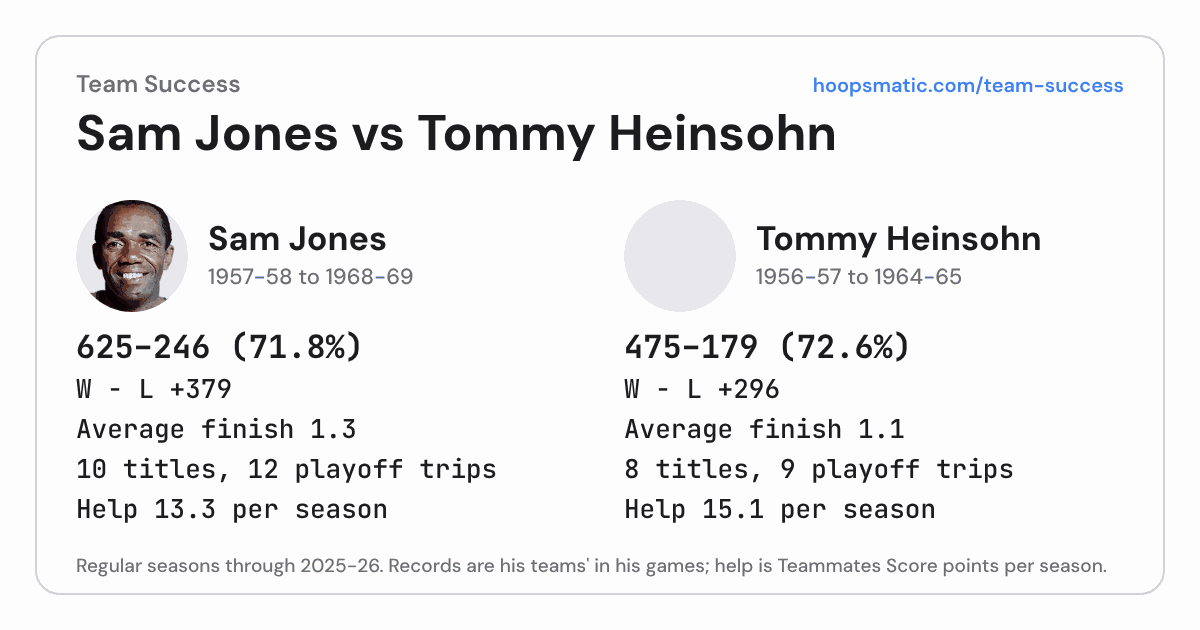 Team Success
hoopsmatic.com/team-success
Sam Jones vs Tommy Heinsohn
Sam Jones
1957–58 to 1968–69
625–246 (71.8%)
W - L +379
Average finish 1.3
10 titles, 12 playoff trips
Help 13.3 per season
Tommy Heinsohn
1956–57 to 1964–65
475–179 (72.6%)
W - L +296
Average finish 1.1
8 titles, 9 playoff trips
Help 15.1 per season
Regular seasons through 2025-26. Records are his teams' in his games; help is Teammates Score points per season.